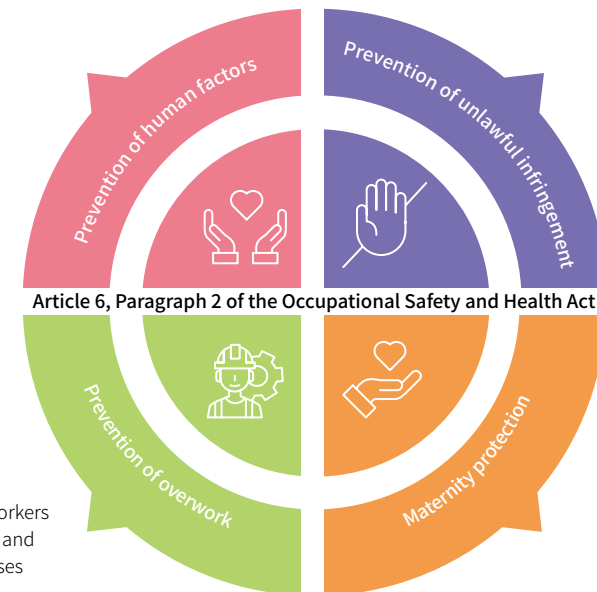 Prevention of human factors
Prevention of unlawful infringement
Article 6, Paragraph 2 of the Occupational Safety and Health Act
Prevention of overwork
Maternity protection
orkers
and
ses